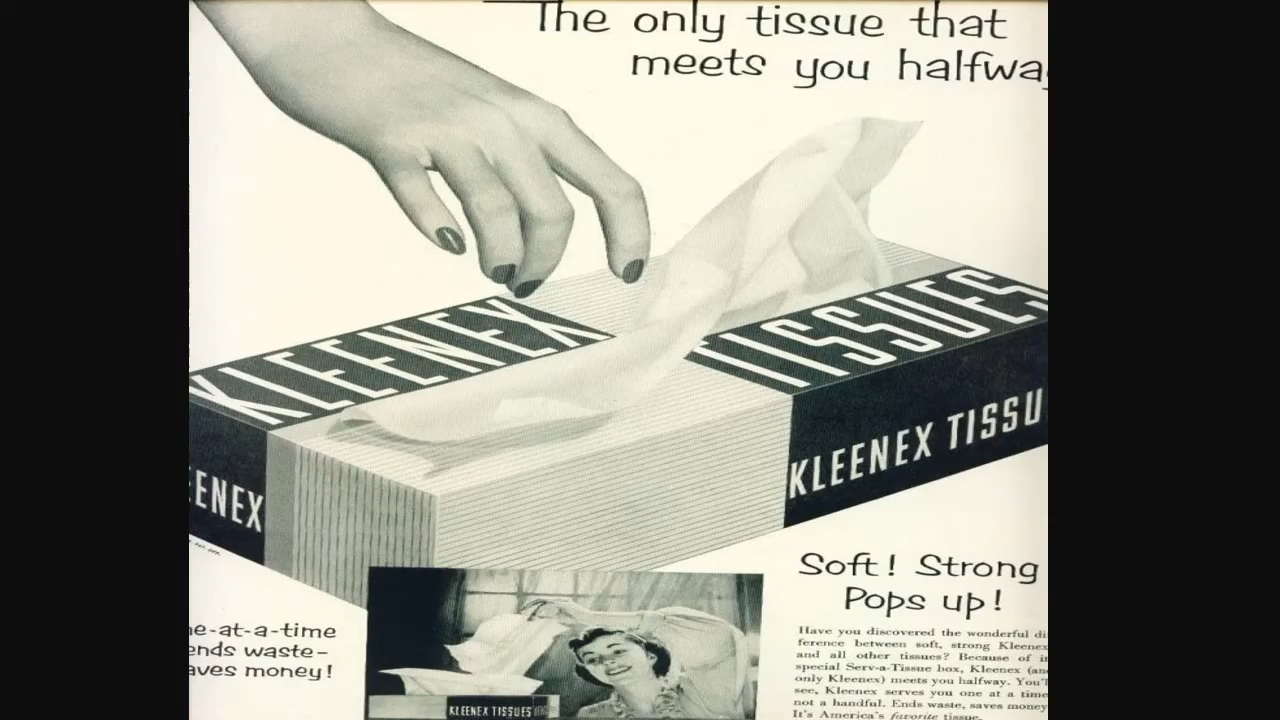 The only tissue that
meets you halfwa
KLEENEX
TISSUES
KLEENEX TISSU
ENEX
Soft! Strong
Pops up!
e-at-a-time
ends waste–
aves money!
Have you discovered the wonderful di
ference between soft, strong Kleenex
and all other tissues? Because of i
special Serv-a-Tissue box, Kleenex (an
only Kleenex) meets you halfway. You'l
see, Kleenex serves you one at a time
not a handful. Ends waste, saves money
It's America's favorite tissue.
KLEENEX TISSUES